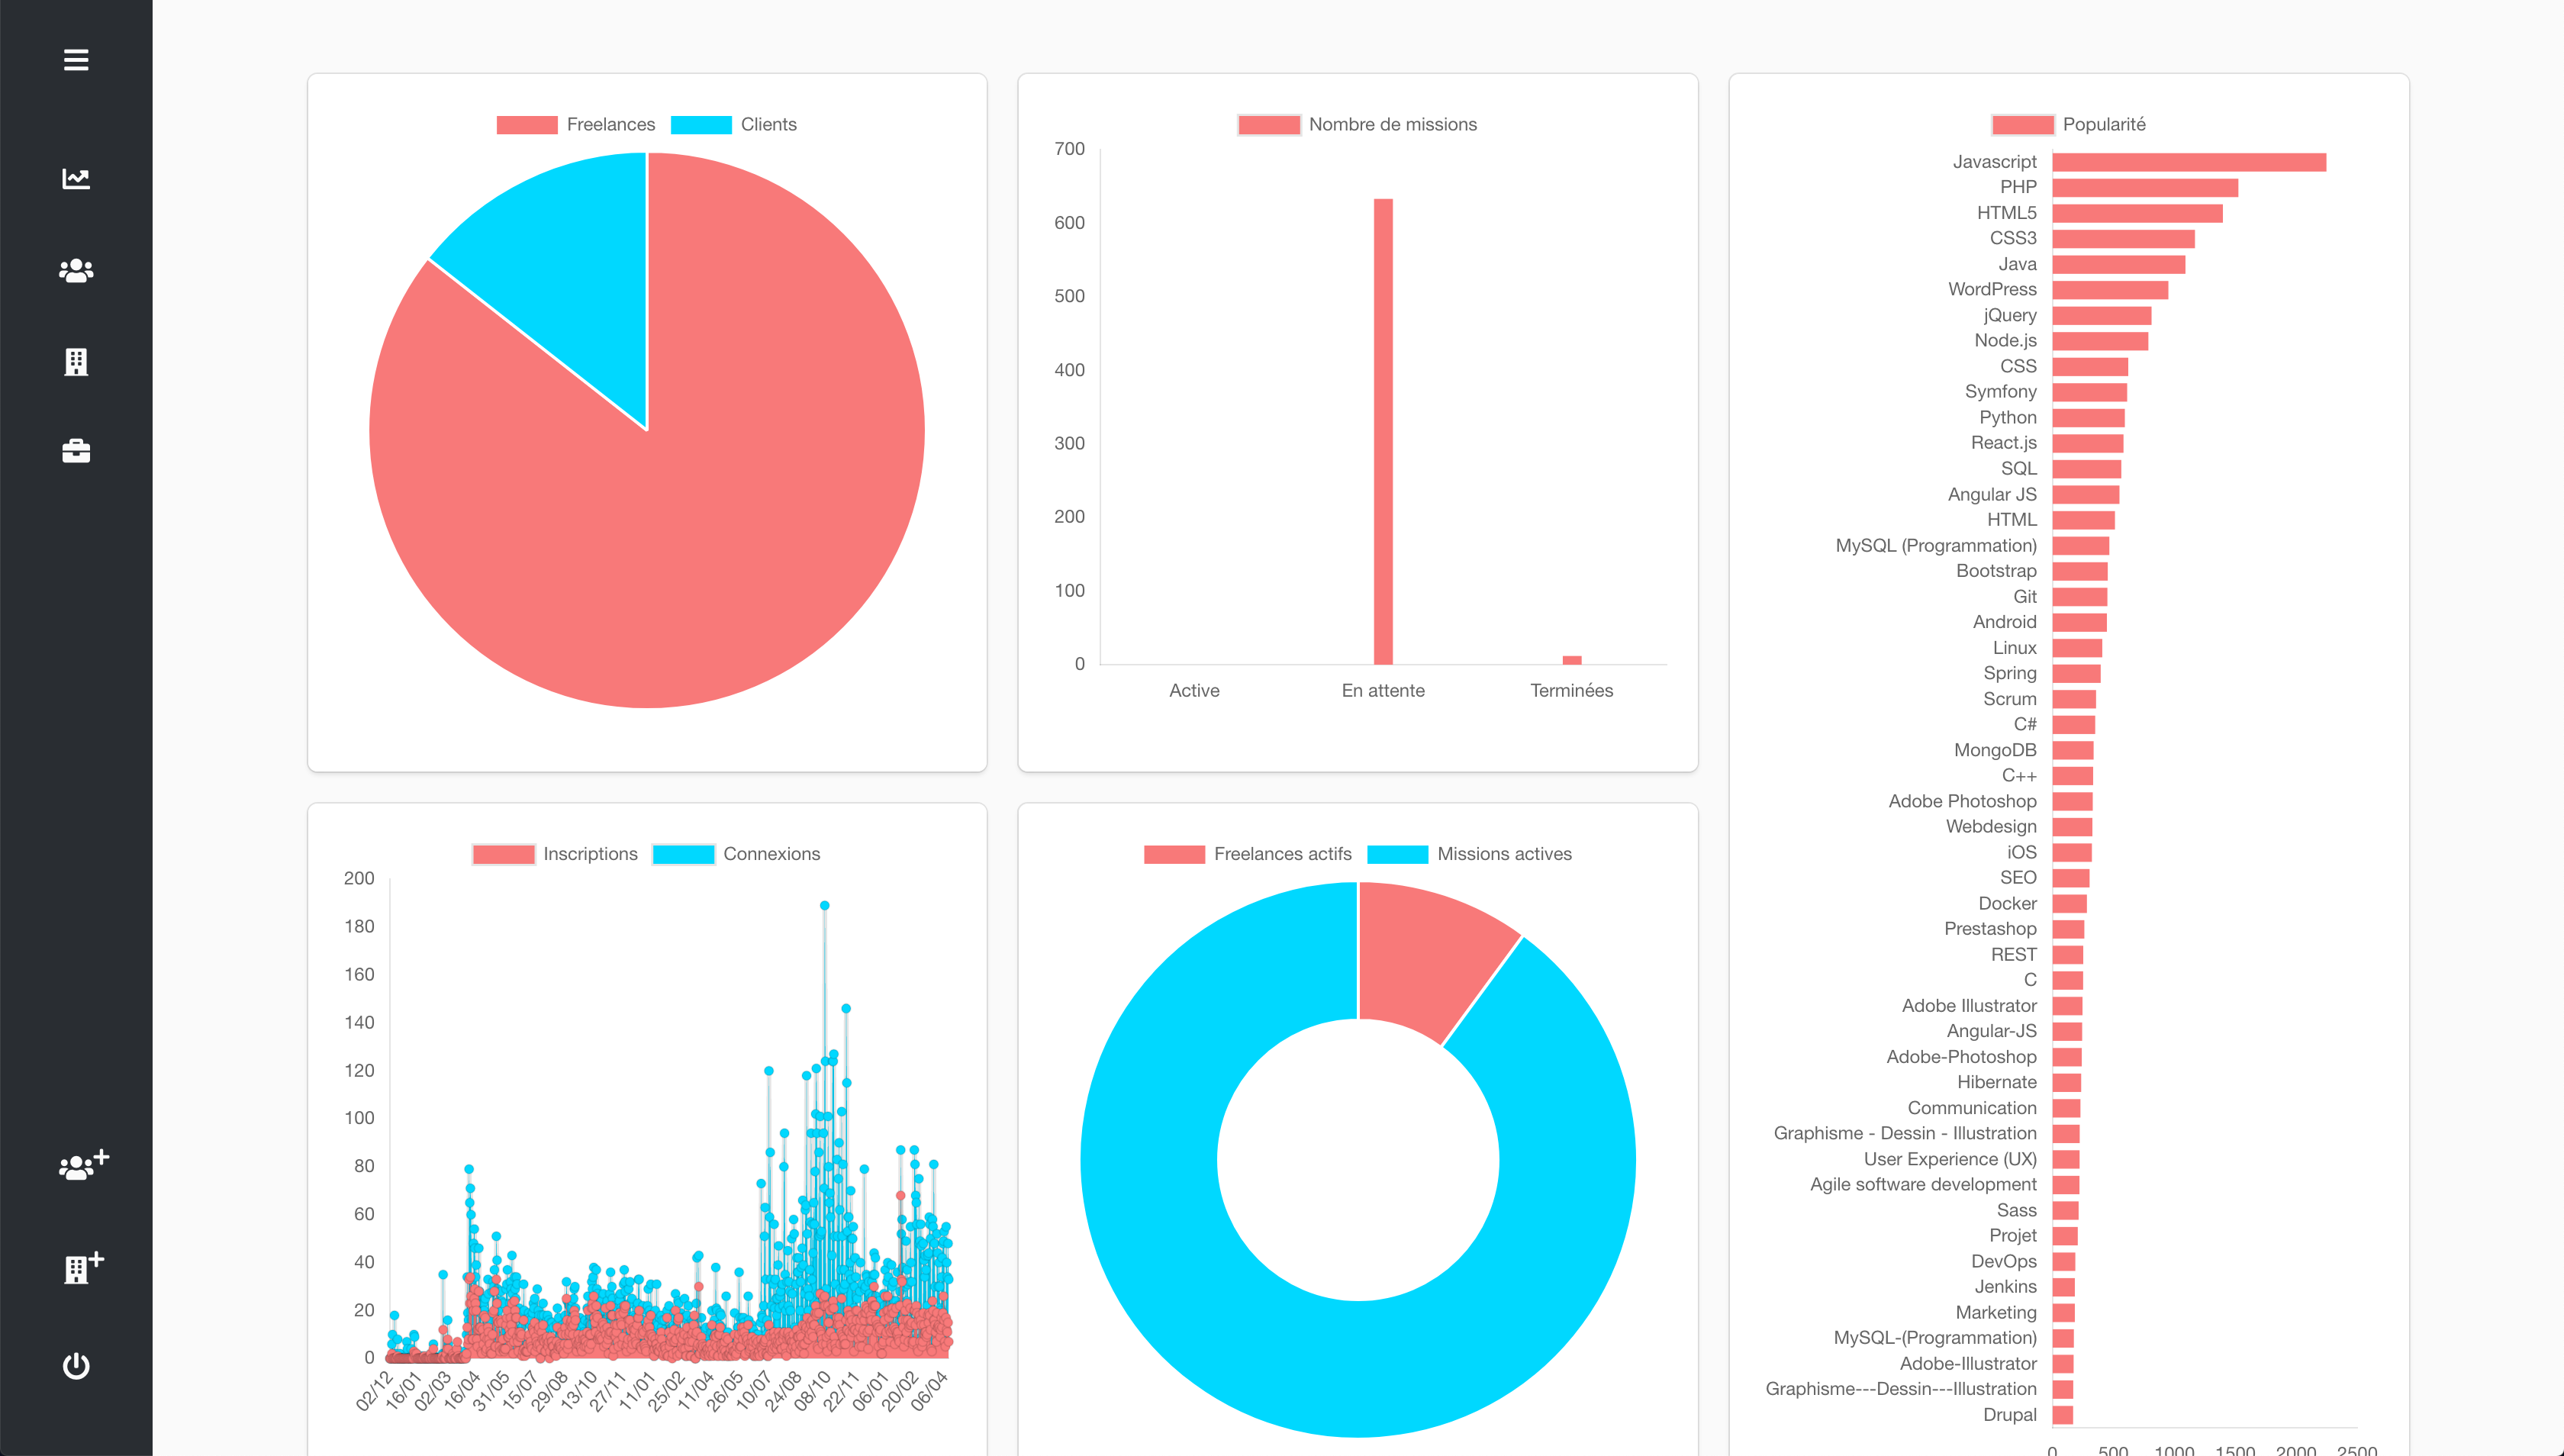 Freelances Clients
Nombre de missions
700
600
500
400
300
200
100
0
Active En attente Terminées
Popularité
Javascript
PHP
HTML5
CSS3
Java
WordPress
jQuery
Node.js
CSS
Symfony
Python
React.js
SQL
Angular JS
HTML
MySQL (Programmation)
Bootstrap
Git
Android
Linux
Spring
Scrum
C#
MongoDB
C++
Adobe Photoshop
Webdesign
iOS
SEO
Docker
Prestashop
REST
C
Adobe Illustrator
Angular-JS
Adobe-Photoshop
Hibernate
Communication
Graphisme - Dessin - Illustration
User Experience (UX)
Agile software development
Sass
Projet
DevOps
Jenkins
Marketing
MySQL-(Programmation)
Adobe-Illustrator
Graphisme---Dessin---Illustration
Drupal
0 500 1000 1500 2000 2500
Inscriptions Connexions
200
180
160
140
120
100
80
60
40
20
0
02/12 16/01 02/03 16/04 31/05 15/07 29/08 13/10 27/11 11/01 25/02 11/04 26/05 10/07 24/08 08/10 22/11 06/01 20/02 06/04
Freelances actifs Missions actives